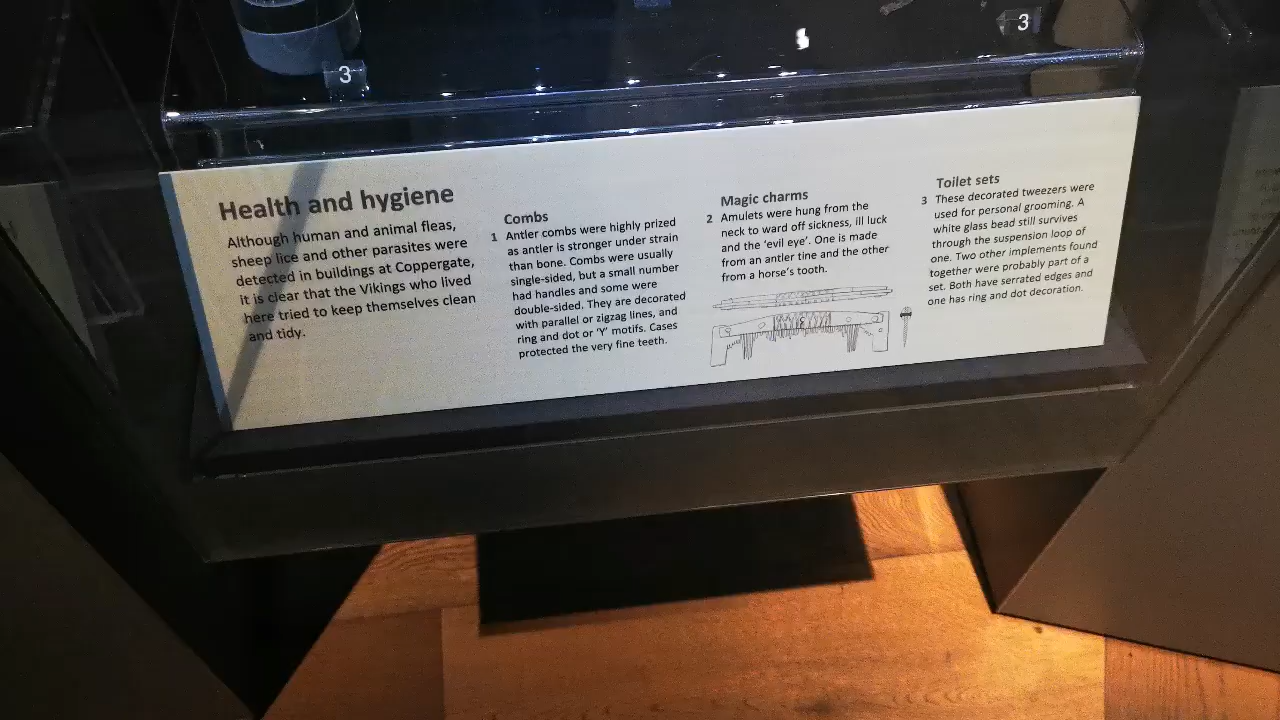 3
3
Health and hygiene
Although human and animal fleas,
sheep lice and other parasites were
detected in buildings at Coppergate,
it is clear that the Vikings who lived
here tried to keep themselves clean
and tidy.
Combs
1 Antler combs were highly prized
as antler is stronger under strain
than bone. Combs were usually
single-sided, but a small number
had handles and some were
double-sided. They are decorated
with parallel or zigzag lines, and
ring and dot or ‘Y’ motifs. Cases
protected the very fine teeth.
Magic charms
2 Amulets were hung from the
neck to ward off sickness, ill luck
and the ‘evil eye’. One is made
from an antler tine and the other
from a horse’s tooth.
Toilet sets
3 These decorated tweezers were
used for personal grooming. A
white glass bead still survives
through the suspension loop of
one. Two other implements found
together were probably part of a
set. Both have serrated edges and
one has ring and dot decoration.